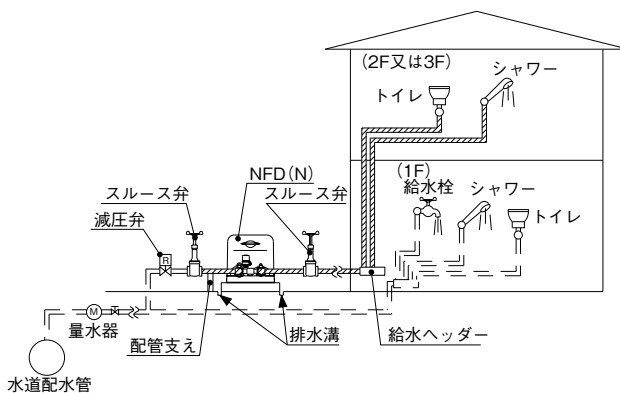 (2F又は3F)
シャワー
トイレ
(1F)
給水栓
シャワー
トイレ
NFD(N)
スルース弁
スルース弁
減圧弁
R
M
量水器
配管支え
排水溝
給水ヘッダー
水道配水管